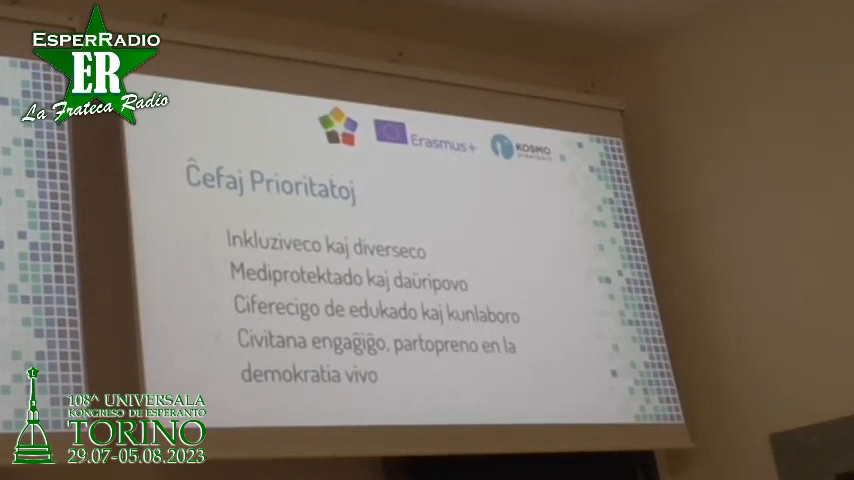 EsperRadio
ER
La Frateca Radio
Erasmus+
KOSMO
STRATEGIO
Ĉefaj Prioritatoj
Inkluziveco kaj diverseco
Mediprotektado kaj daŭripovo
Ciferecigo de edukado kaj kunlaboro
Civitana engaĝiĝo, partopreno en la
demokratia vivo
108^ UNIVERSALA
KONGRESO DE ESPERANTO
TORINO
29.07-05.08.2023